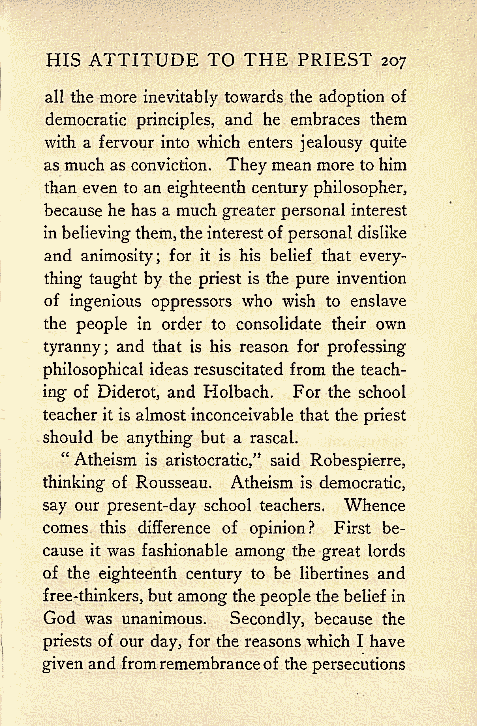 HIS ATTITUDE TO THE PRIEST 207
all the more inevitably towards the adoption of
democratic principles, and he embraces them
with a fervour into which enters jealousy quite
as much as conviction. They mean more to him
than even to an eighteenth century philosopher,
because he has a much greater personal interest
in believing them, the interest of personal dislike
and animosity; for it is his belief that every-
thing taught by the priest is the pure invention
of ingenious oppressors who wish to enslave
the people in order to consolidate their own
tyranny; and that is his reason for professing
philosophical ideas resuscitated from the teach-
ing of Diderot, and Holbach. For the school
teacher it is almost inconceivable that the priest
should be anything but a rascal.
“Atheism is aristocratic,” said Robespierre,
thinking of Rousseau. Atheism is democratic,
say our present-day school teachers. Whence
comes this difference of opinion? First be-
cause it was fashionable among the great lords
of the eighteenth century to be libertines and
free-thinkers, but among the people the belief in
God was unanimous. Secondly, because the
priests of our day, for the reasons which I have
given and from remembrance of the persecutions